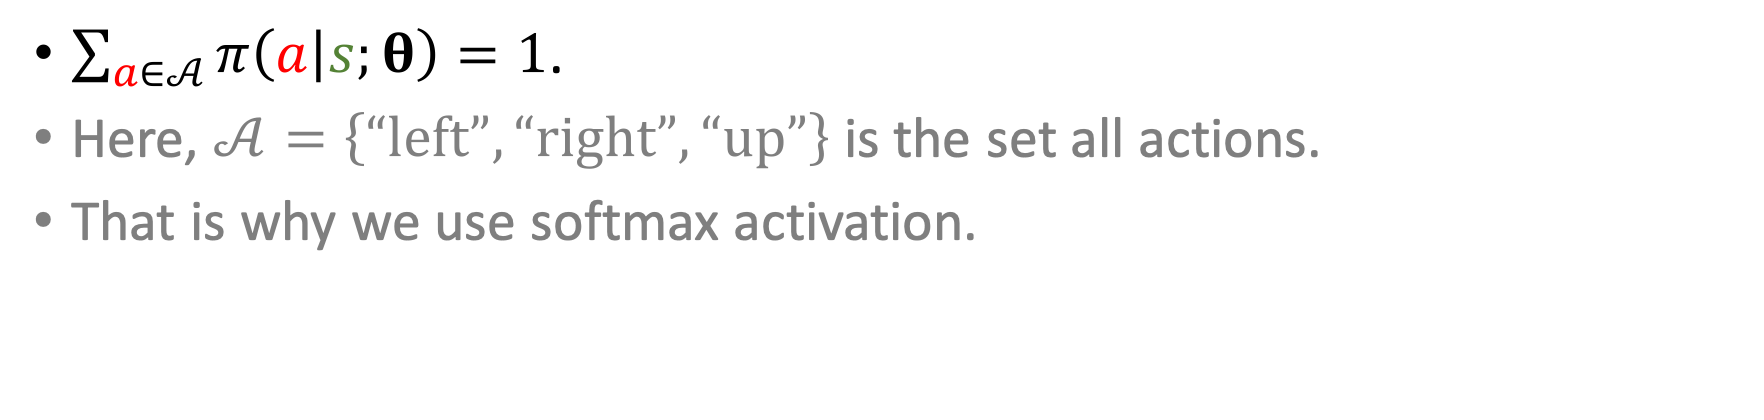 • ∑_{a∈𝒜} π(a|s; θ) = 1.
• Here, 𝒜 = {“left”, “right”, “up”} is the set all actions.
• That is why we use softmax activation.